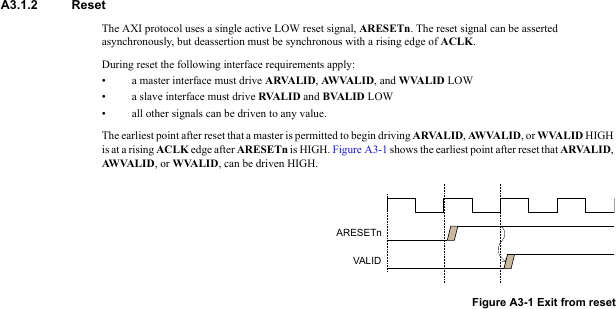 A3.1.2 Reset
The AXI protocol uses a single active LOW reset signal, ARESETn. The reset signal can be asserted
asynchronously, but deassertion must be synchronous with a rising edge of ACLK.
During reset the following interface requirements apply:
• a master interface must drive ARVALID, AWVALID, and WVALID LOW
• a slave interface must drive RVALID and BVALID LOW
• all other signals can be driven to any value.
The earliest point after reset that a master is permitted to begin driving ARVALID, AWVALID, or WVALID HIGH
is at a rising ACLK edge after ARESETn is HIGH. Figure A3-1 shows the earliest point after reset that ARVALID,
AWVALID, or WVALID, can be driven HIGH.
ARESETn
VALID
Figure A3-1 Exit from reset